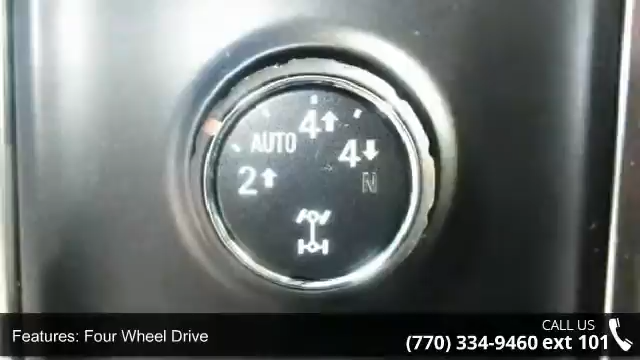 4↑
AUTO
4↓
2↑
N
CALL US
Features: Four Wheel Drive
(770) 334-9460 ext 101